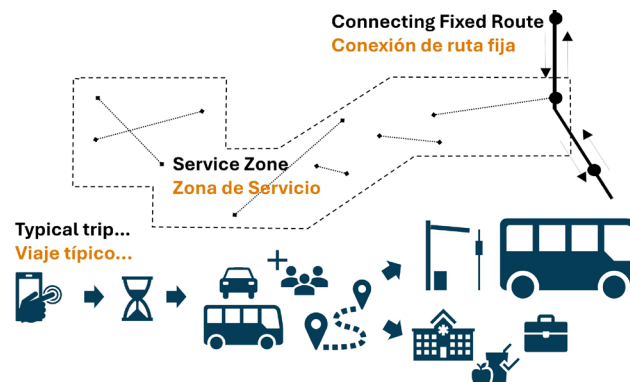 Connecting Fixed Route
Conexión de ruta fija
Service Zone
Zona de Servicio
Typical trip...
Viaje típico...